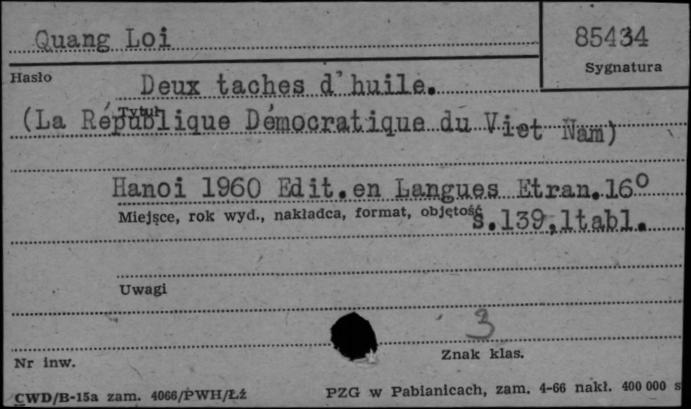 Quang Loi 85434
Hasło Sygnatura
Deux taches d'huile.
Tytuł
(La République Démocratique du Viet Nam)
Hanoi 1960 Edit.en Langues Etran.16°
Miejsce, rok wyd., nakładca, format, objętość
s.139,1tabl.
Uwagi
3
Nr inw. Znak klas.
CWD/B-15a zam. 4066/PWH/Łż PZG w Pabianicach, zam. 4-66 nakł. 400 000 s